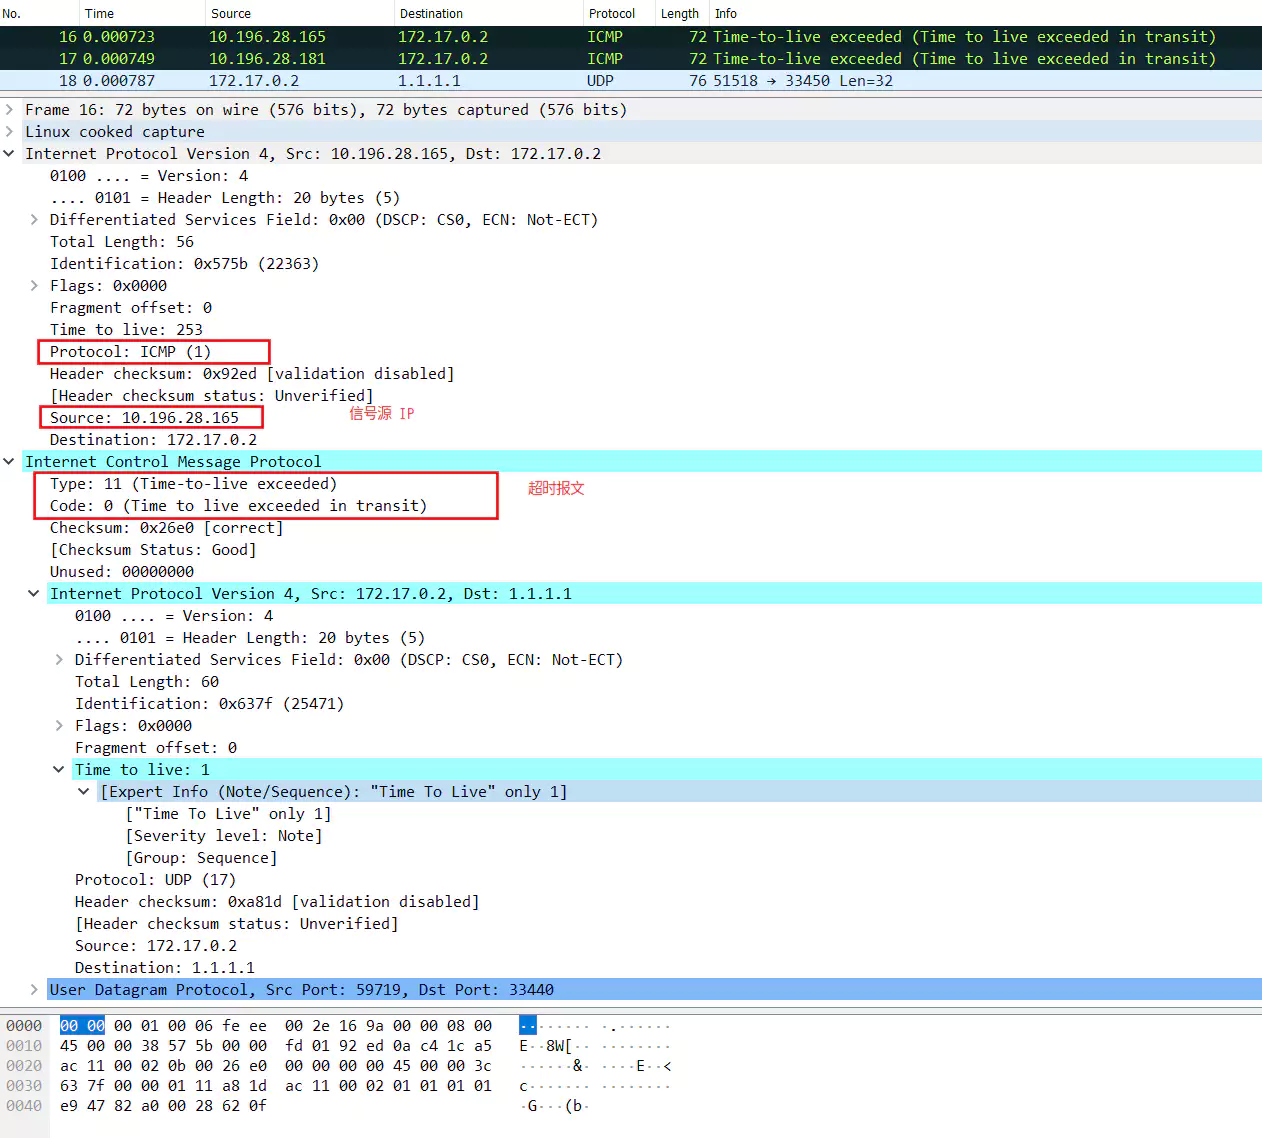 No. Time Source Destination Protocol Length Info
16 0.000723 10.196.28.165 172.17.0.2 ICMP 72 Time-to-live exceeded (Time to live exceeded in transit)
17 0.000749 10.196.28.181 172.17.0.2 ICMP 72 Time-to-live exceeded (Time to live exceeded in transit)
18 0.000787 172.17.0.2 1.1.1.1 UDP 76 51518 → 33450 Len=32
Frame 16: 72 bytes on wire (576 bits), 72 bytes captured (576 bits)
Linux cooked capture
Internet Protocol Version 4, Src: 10.196.28.165, Dst: 172.17.0.2
0100 .... = Version: 4
.... 0101 = Header Length: 20 bytes (5)
Differentiated Services Field: 0x00 (DSCP: CS0, ECN: Not-ECT)
Total Length: 56
Identification: 0x575b (22363)
Flags: 0x0000
Fragment offset: 0
Time to live: 253
Protocol: ICMP (1)
Header checksum: 0x92ed [validation disabled]
[Header checksum status: Unverified]
Source: 10.196.28.165 信号源 IP
Destination: 172.17.0.2
Internet Control Message Protocol
Type: 11 (Time-to-live exceeded) 超时报文
Code: 0 (Time to live exceeded in transit)
Checksum: 0x26e0 [correct]
[Checksum Status: Good]
Unused: 00000000
Internet Protocol Version 4, Src: 172.17.0.2, Dst: 1.1.1.1
0100 .... = Version: 4
.... 0101 = Header Length: 20 bytes (5)
Differentiated Services Field: 0x00 (DSCP: CS0, ECN: Not-ECT)
Total Length: 60
Identification: 0x637f (25471)
Flags: 0x0000
Fragment offset: 0
Time to live: 1
[Expert Info (Note/Sequence): "Time To Live" only 1]
["Time To Live" only 1]
[Severity level: Note]
[Group: Sequence]
Protocol: UDP (17)
Header checksum: 0xa81d [validation disabled]
[Header checksum status: Unverified]
Source: 172.17.0.2
Destination: 1.1.1.1
User Datagram Protocol, Src Port: 59719, Dst Port: 33440
0000 00 00 00 01 00 06 fe ee 00 2e 16 9a 00 00 08 00 ········ ·.······
0010 45 00 00 38 57 5b 00 00 fd 01 92 ed 0a c4 1c a5 E··8W[·· ········
0020 ac 11 00 02 0b 00 26 e0 00 00 00 00 45 00 00 3c ······&· ····E··<
0030 63 7f 00 00 01 11 a8 1d ac 11 00 02 01 01 01 01 c······· ········
0040 e9 47 82 a0 00 28 62 0f ·G···(b·